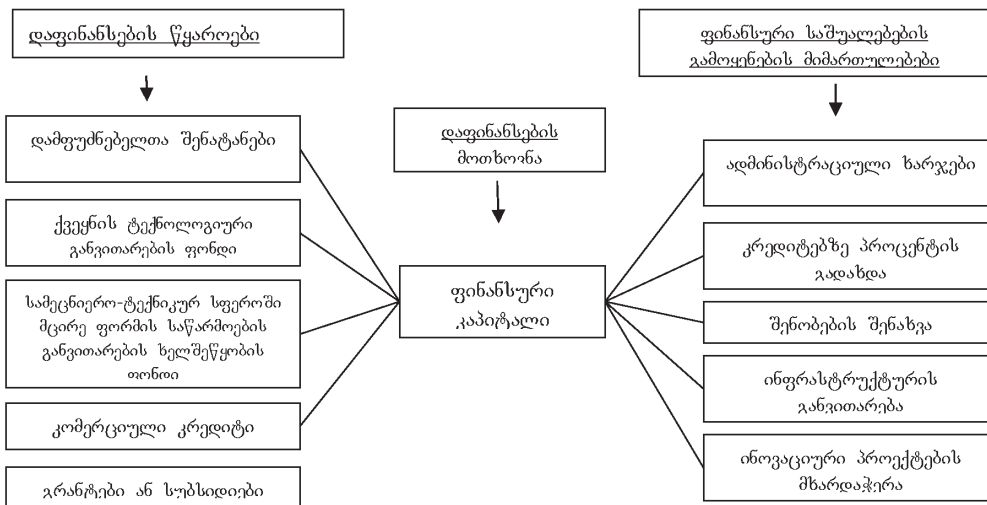 დაფინანსების წყაროები
დამფუძნებელთა შენატანები
ქვეყნის ტექნოლოგიური
განვითარების ფონდი
სამეცნიერო-ტექნიკურ სფეროში
მცირე ფორმის საწარმოების
განვითარების ხელშეწყობის
ფონდი
კომერციული კრედიტი
გრანტები ან სუბსიდიები
დაფინანსების
მოთხოვნა
ფინანსური
კაპიტალი
ფინანსური საშუალებების
გამოყენების მიმართულებები
ადმინისტრაციული ხარჯები
კრედიტებზე პროცენტის
გადახდა
შენობების შენახვა
ინფრასტრუქტურის
განვითარება
ინოვაციური პროექტების
მხარდაჭერა